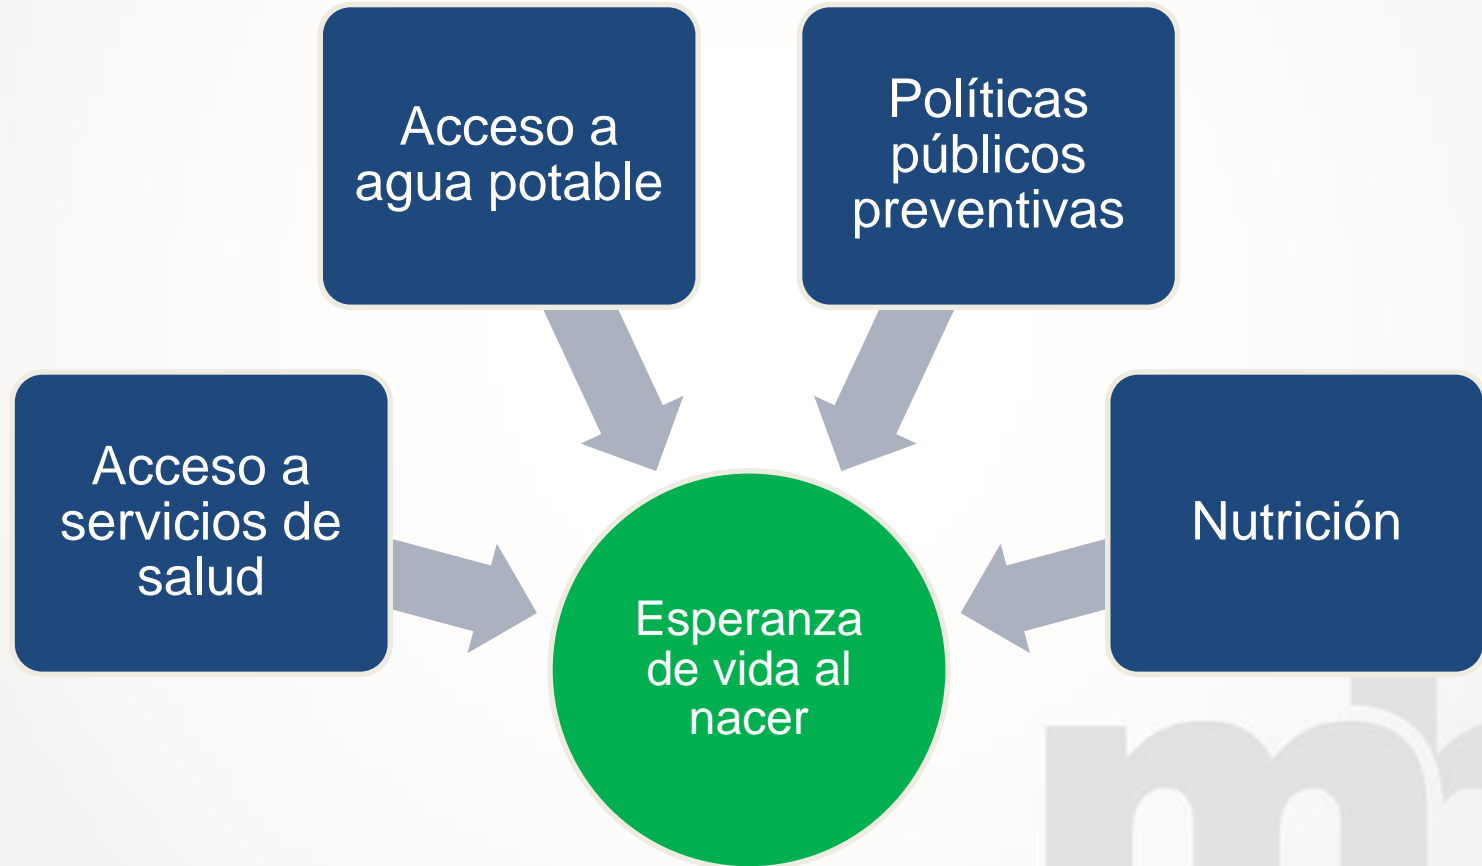 Acceso a
agua potable
Políticas
públicos
preventivas
Acceso a
servicios de
salud
Nutrición
Esperanza
de vida al
nacer